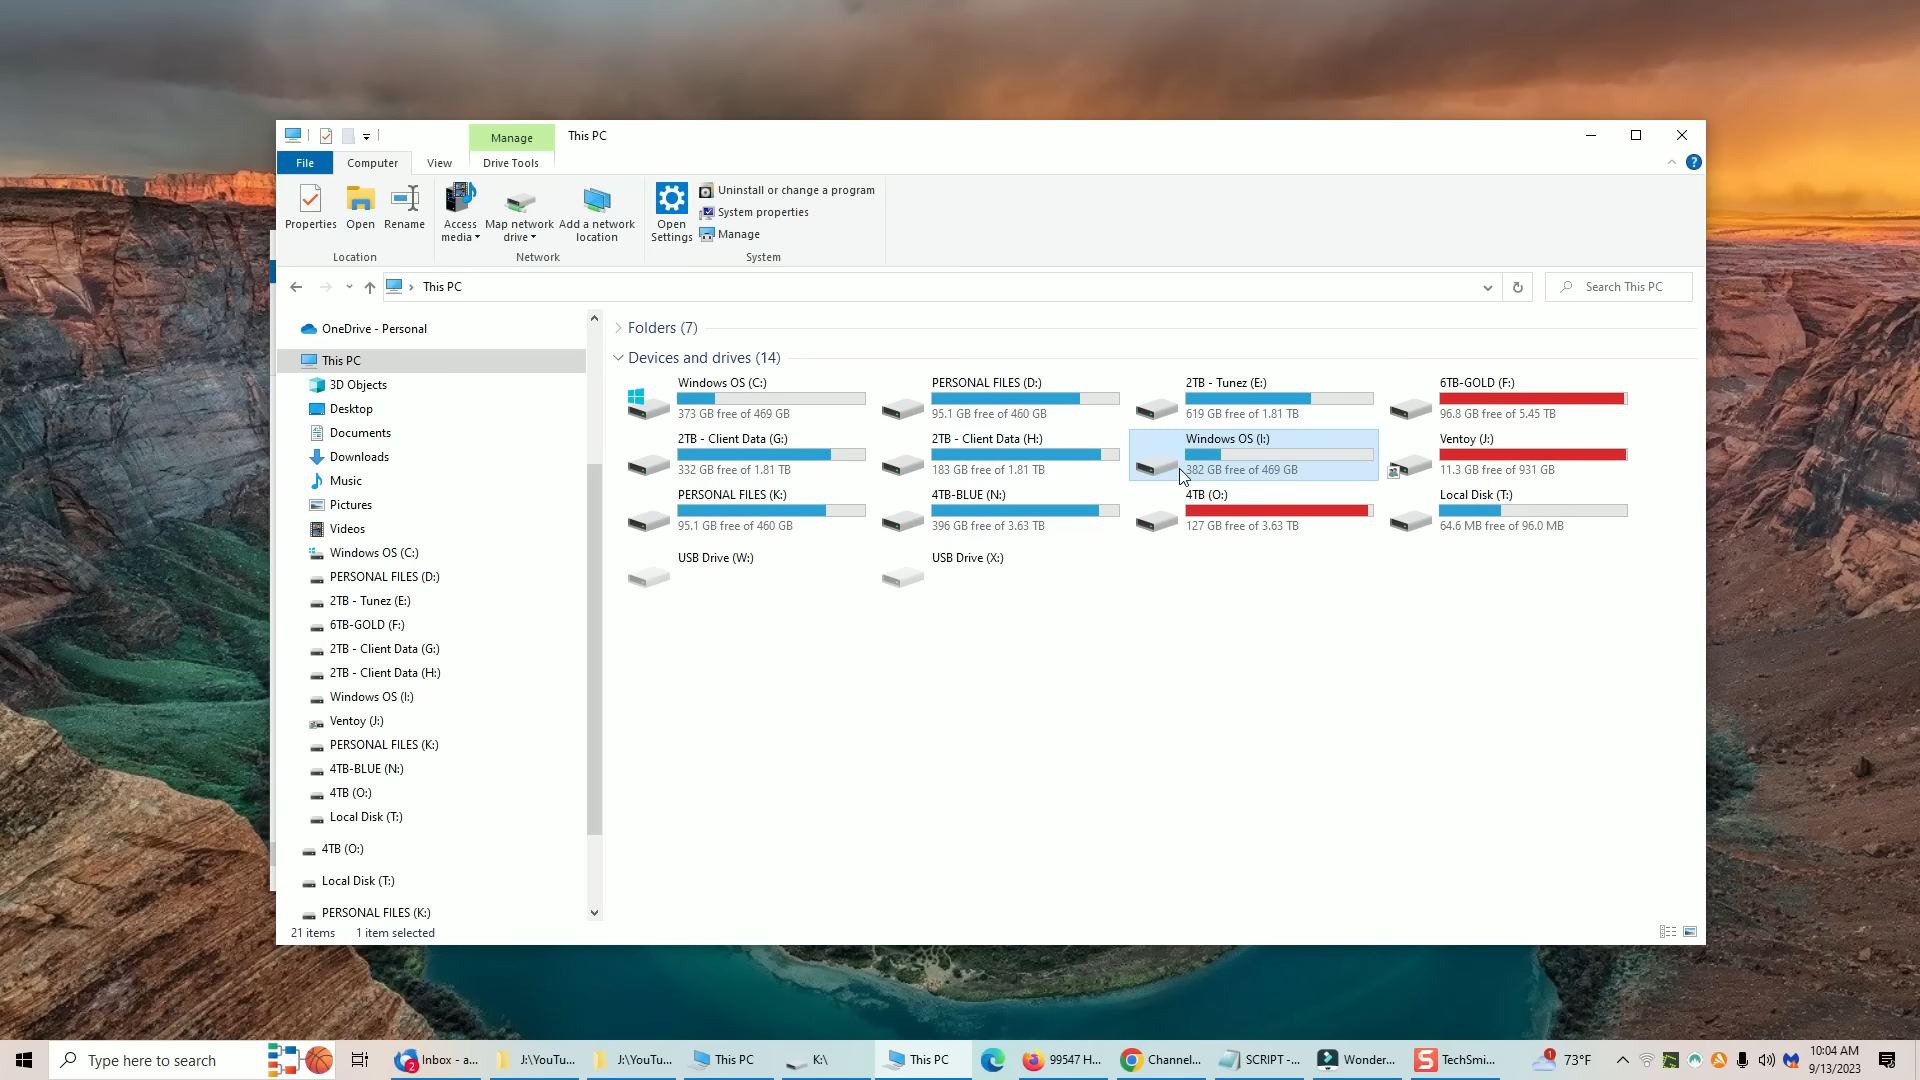 Manage
This PC
File
Computer
View
Drive Tools
Properties
Open
Rename
Access media
Map network drive
Add a network location
Open Settings
Uninstall or change a program
System properties
Manage
Location
Network
System
This PC
Search This PC
OneDrive - Personal
This PC
3D Objects
Desktop
Documents
Downloads
Music
Pictures
Videos
Windows OS (C:)
PERSONAL FILES (D:)
2TB - Tunez (E:)
6TB-GOLD (F:)
2TB - Client Data (G:)
2TB - Client Data (H:)
Windows OS (I:)
Ventoy (J:)
PERSONAL FILES (K:)
4TB-BLUE (N:)
4TB (O:)
Local Disk (T:)
4TB (O:)
Local Disk (T:)
PERSONAL FILES (K:)
Folders (7)
Devices and drives (14)
Windows OS (C:)
373 GB free of 469 GB
PERSONAL FILES (D:)
95.1 GB free of 460 GB
2TB - Tunez (E:)
619 GB free of 1.81 TB
6TB-GOLD (F:)
96.8 GB free of 5.45 TB
2TB - Client Data (G:)
332 GB free of 1.81 TB
2TB - Client Data (H:)
183 GB free of 1.81 TB
Windows OS (I:)
382 GB free of 469 GB
Ventoy (J:)
11.3 GB free of 931 GB
PERSONAL FILES (K:)
95.1 GB free of 460 GB
4TB-BLUE (N:)
396 GB free of 3.63 TB
4TB (O:)
127 GB free of 3.63 TB
Local Disk (T:)
64.6 MB free of 96.0 MB
USB Drive (W:)
USB Drive (X:)
21 items
1 item selected
Type here to search
2
Inbox - a...
J:\YouTu...
J:\YouTu...
This PC
K:\
This PC
99547 H...
Channel...
SCRIPT -...
Wonder...
TechSmi...
1
73°F
10:04 AM
9/13/2023